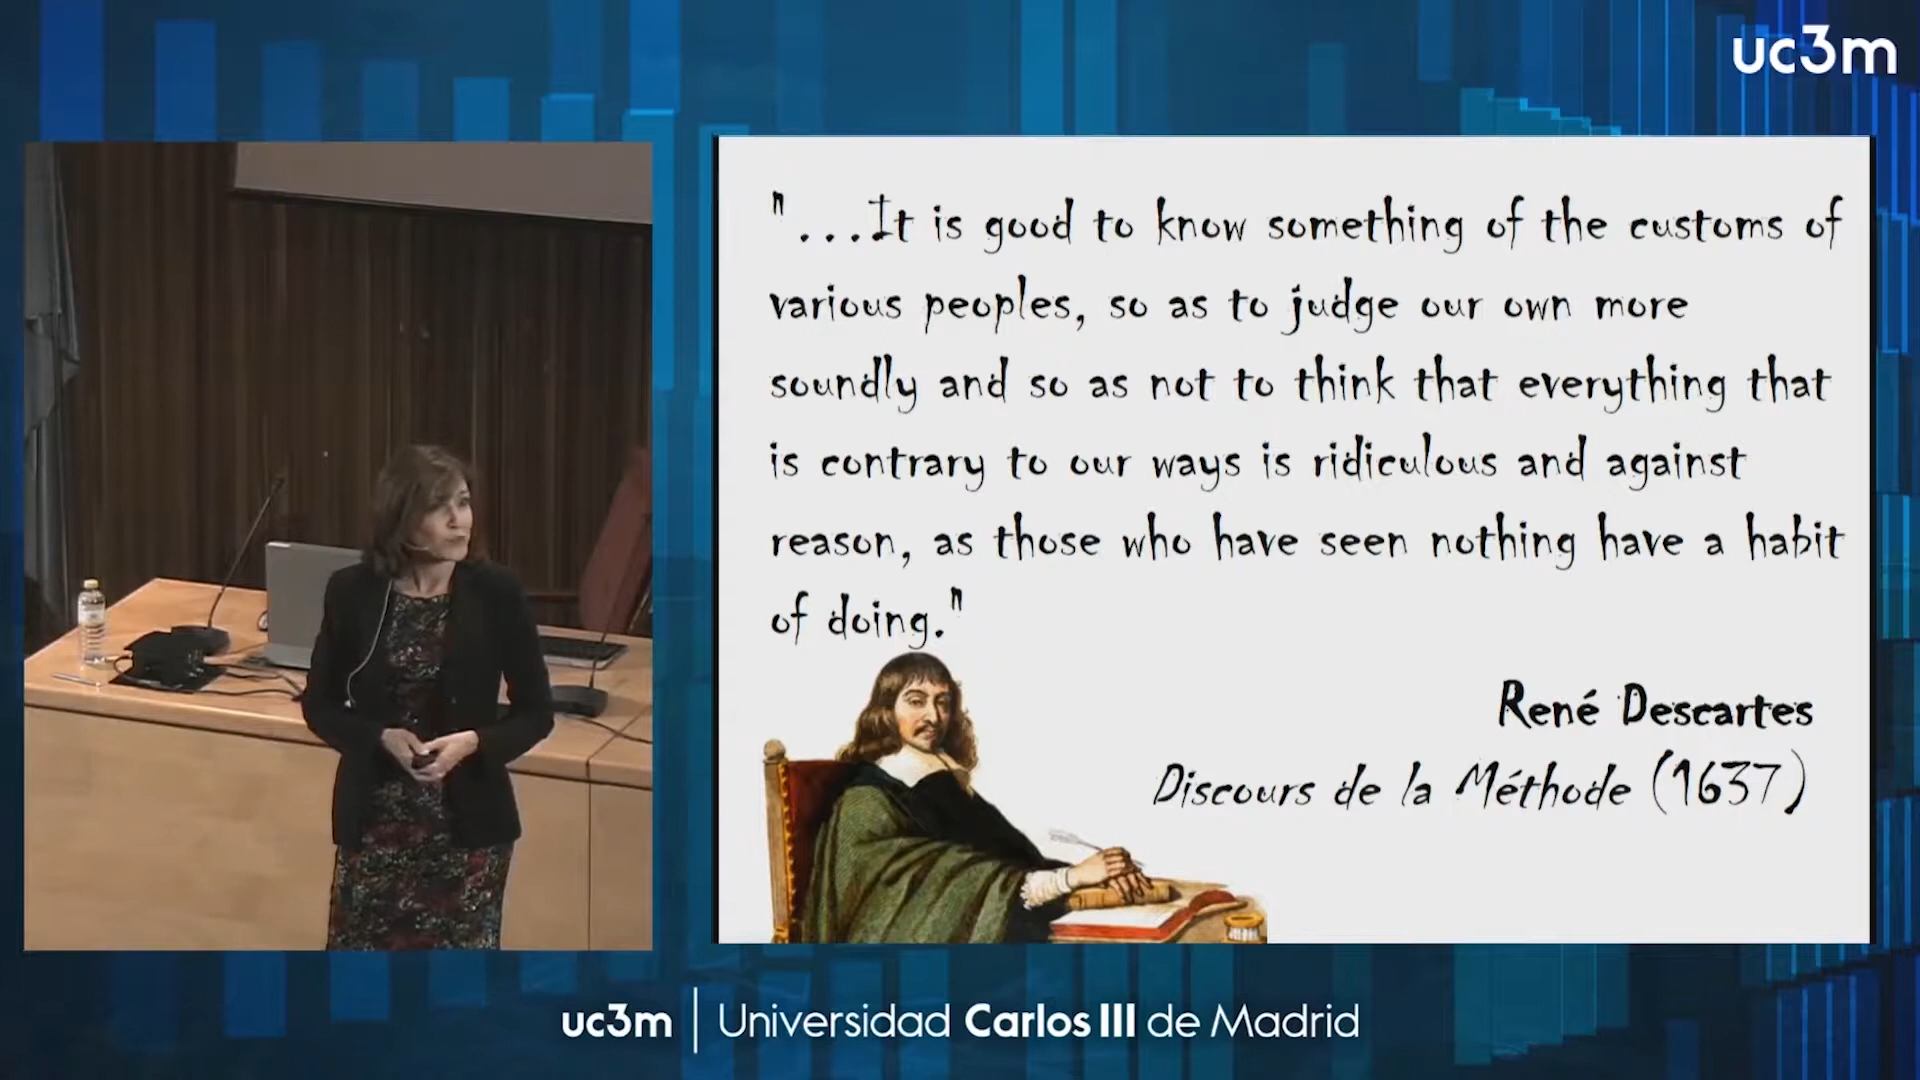 uc3m
"...It is good to know something of the customs of
various peoples, so as to judge our own more
soundly and so as not to think that everything that
is contrary to our ways is ridiculous and against
reason, as those who have seen nothing have a habit
of doing."
René Descartes
Discours de la Méthode (1637)
uc3m | Universidad Carlos III de Madrid